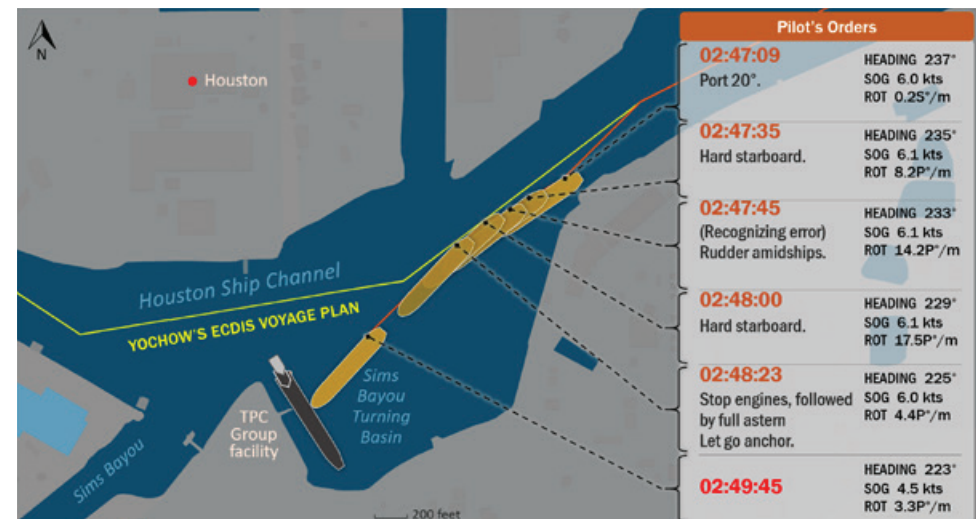 N
Houston
Houston Ship Channel
YOCHOW'S ECDIS VOYAGE PLAN
TPC
Group
facility
Sims
Bayou
Turning
Basin
Sims Bayou
200 feet
Pilot's Orders
02:47:09
Port 20°.
HEADING 237°
SOG 6.0 kts
ROT 0.2S°/m
02:47:35
Hard starboard.
HEADING 235°
SOG 6.1 kts
ROT 8.2P°/m
02:47:45
(Recognizing error)
Rudder amidships.
HEADING 233°
SOG 6.1 kts
ROT 14.2P°/m
02:48:00
Hard starboard.
HEADING 229°
SOG 6.1 kts
ROT 17.5P°/m
02:48:23
Stop engines, followed
by full astern
Let go anchor.
HEADING 225°
SOG 6.0 kts
ROT 4.4P°/m
02:49:45
HEADING 223°
SOG 4.5 kts
ROT 3.3P°/m